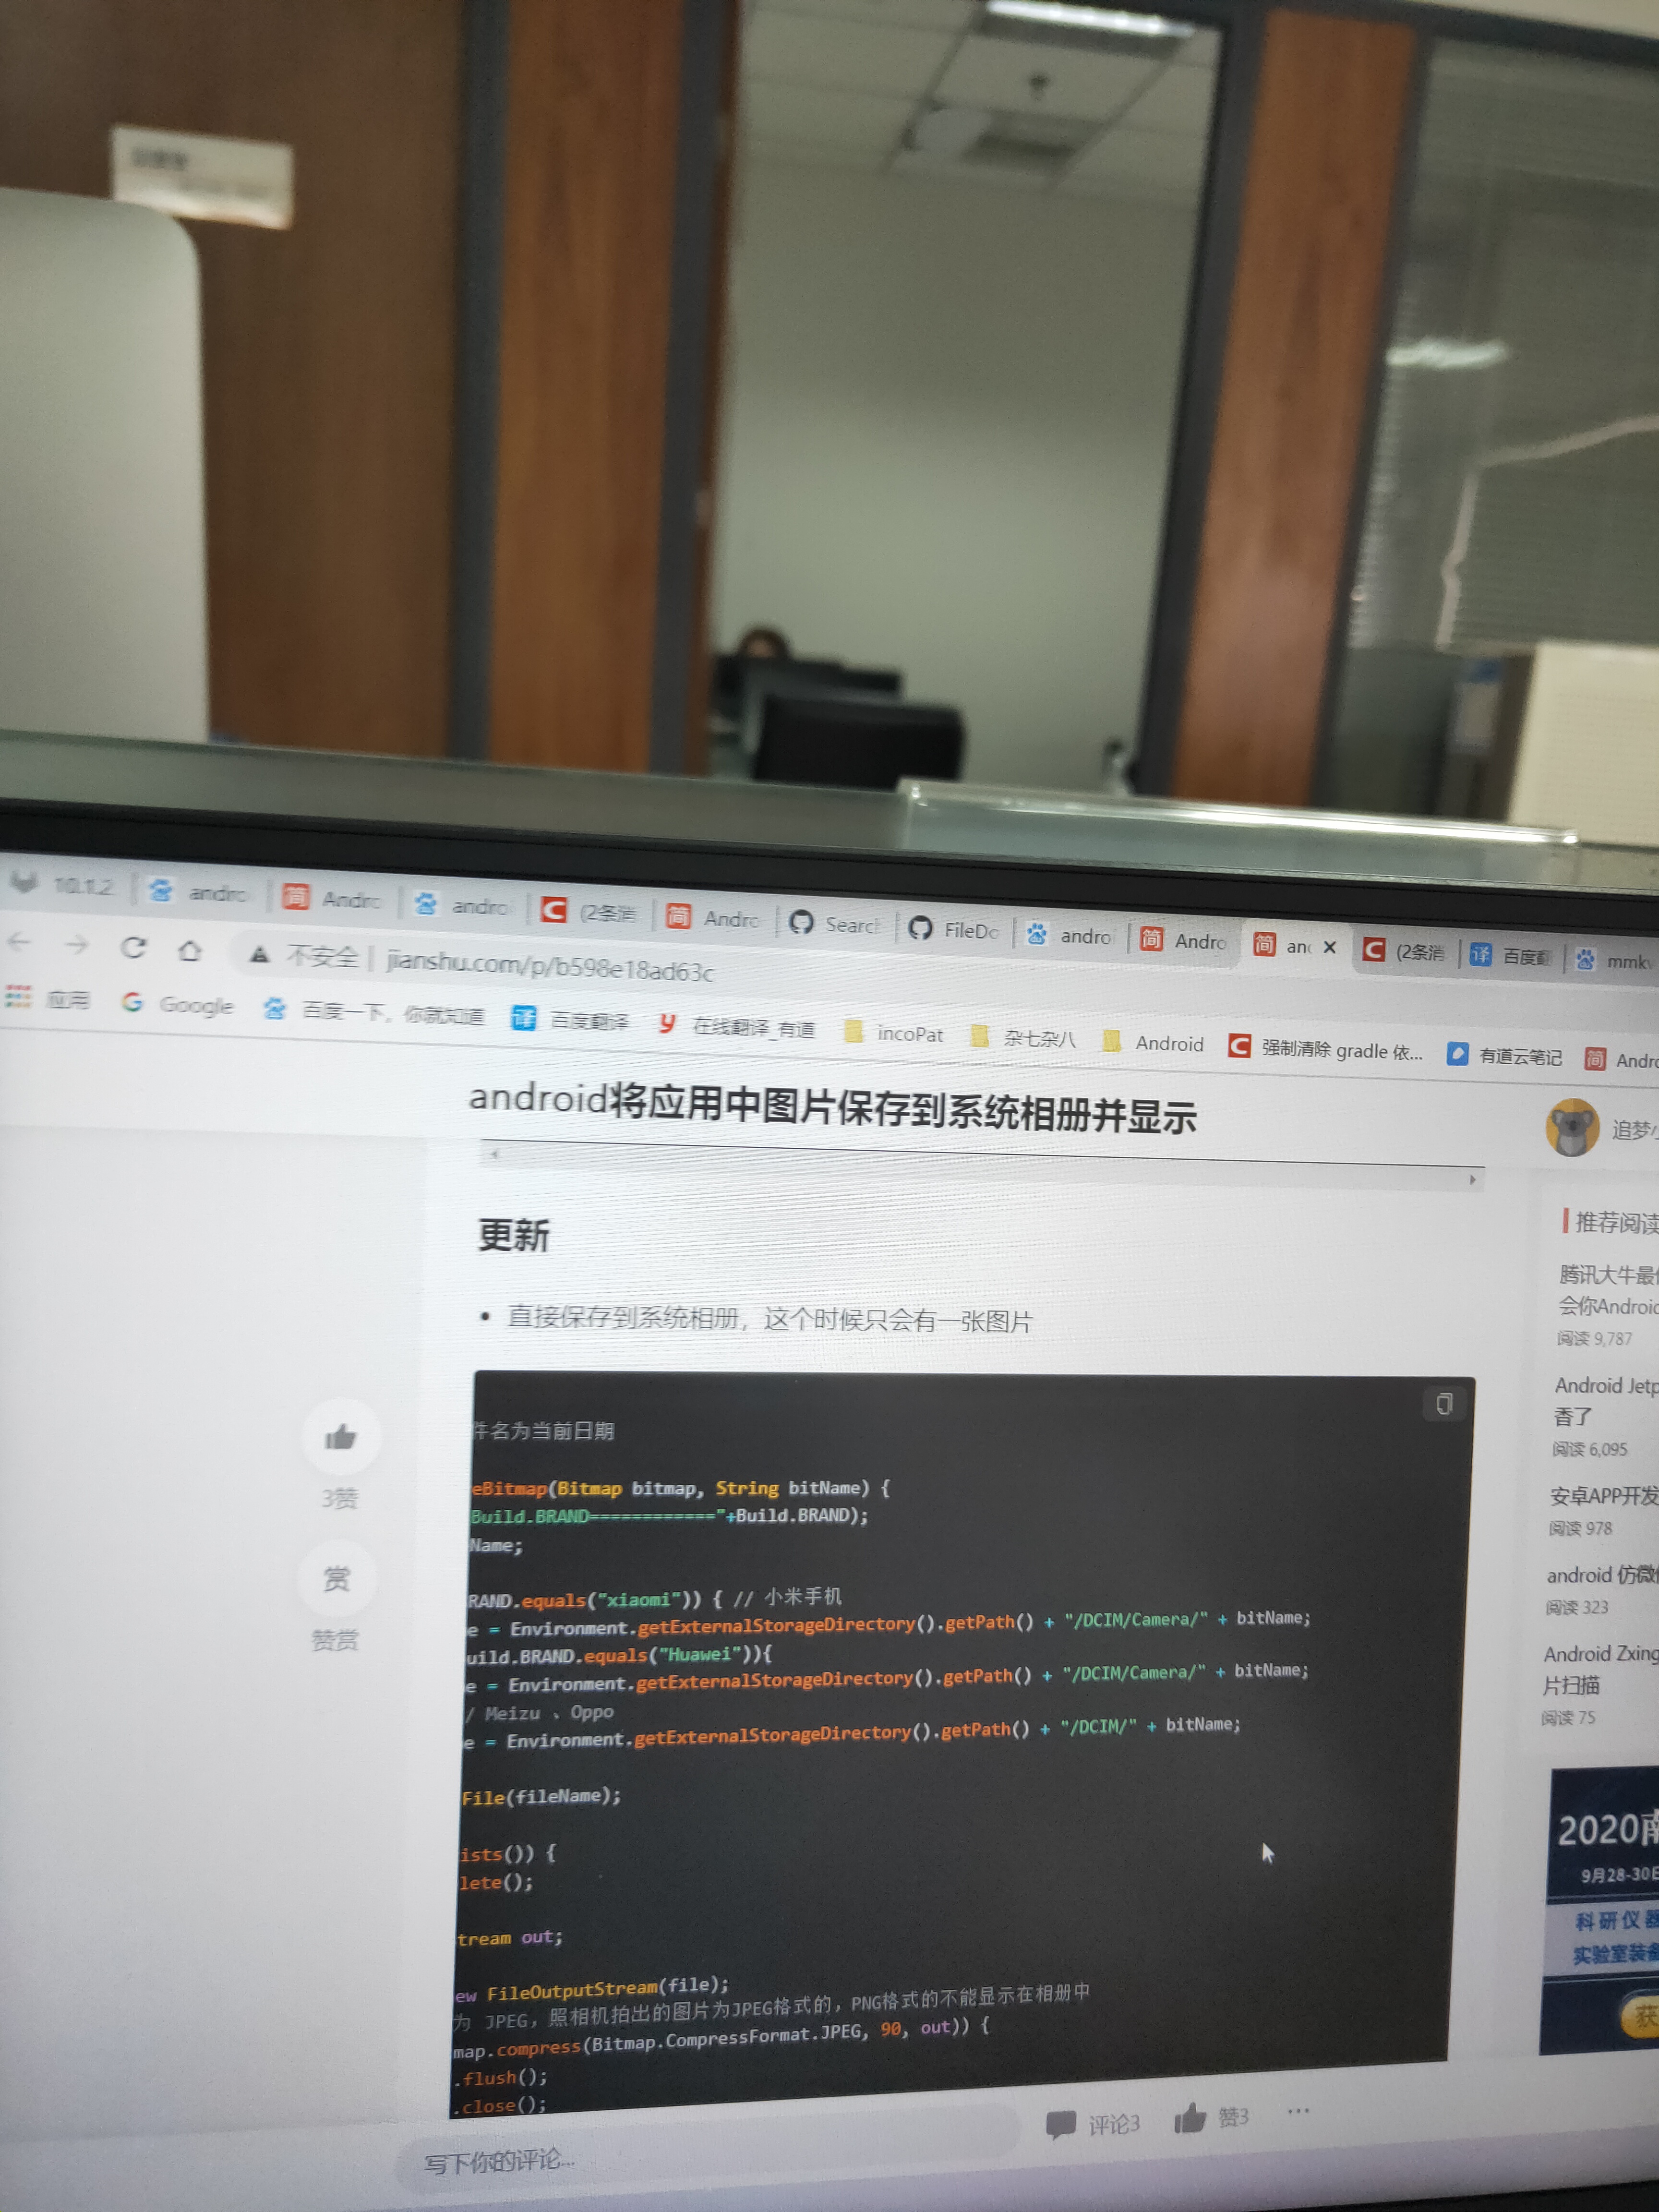 10.1.2
andro
Andro
andro
(2条消
Andro
Search
FileDo
andro
Andro
anc
(2条消
百度翻
mmk
不安全 | jianshu.com/p/b598e18ad63c
应用
Google
百度一下，你就知道
百度翻译
在线翻译_有道
incoPat
杂七杂八
Android
强制清除 gradle 依...
有道云笔记
Andro
android将应用中图片保存到系统相册并显示
追梦
更新
• 直接保存到系统相册，这个时候只会有一张图片
件名为当前日期
eBitmap(Bitmap bitmap, String bitName) {
Build.BRAND============"+Build.BRAND);
Name;
RAND.equals("xiaomi")) { // 小米手机
e = Environment.getExternalStorageDirectory().getPath() + "/DCIM/Camera/" + bitName;
uild.BRAND.equals("Huawei")){
e = Environment.getExternalStorageDirectory().getPath() + "/DCIM/Camera/" + bitName;
/ Meizu 、Oppo
e = Environment.getExternalStorageDirectory().getPath() + "/DCIM/" + bitName;
File(fileName);
ists()) {
lete();
tream out;
ew FileOutputStream(file);
为 JPEG，照相机拍出的图片为JPEG格式的，PNG格式的不能显示在相册中
map.compress(Bitmap.CompressFormat.JPEG, 90, out)) {
.flush();
.close();
3赞
赏
赞赏
推荐阅读
腾讯大牛最
会你Android
阅读 9,787
Android Jetp
香了
阅读 6,095
安卓APP开发
阅读 978
android 仿微
阅读 323
Android Zxing
片扫描
阅读 75
2020南
9月28-30日
科研仪器
实验室装备
获
写下你的评论...
评论3
赞3